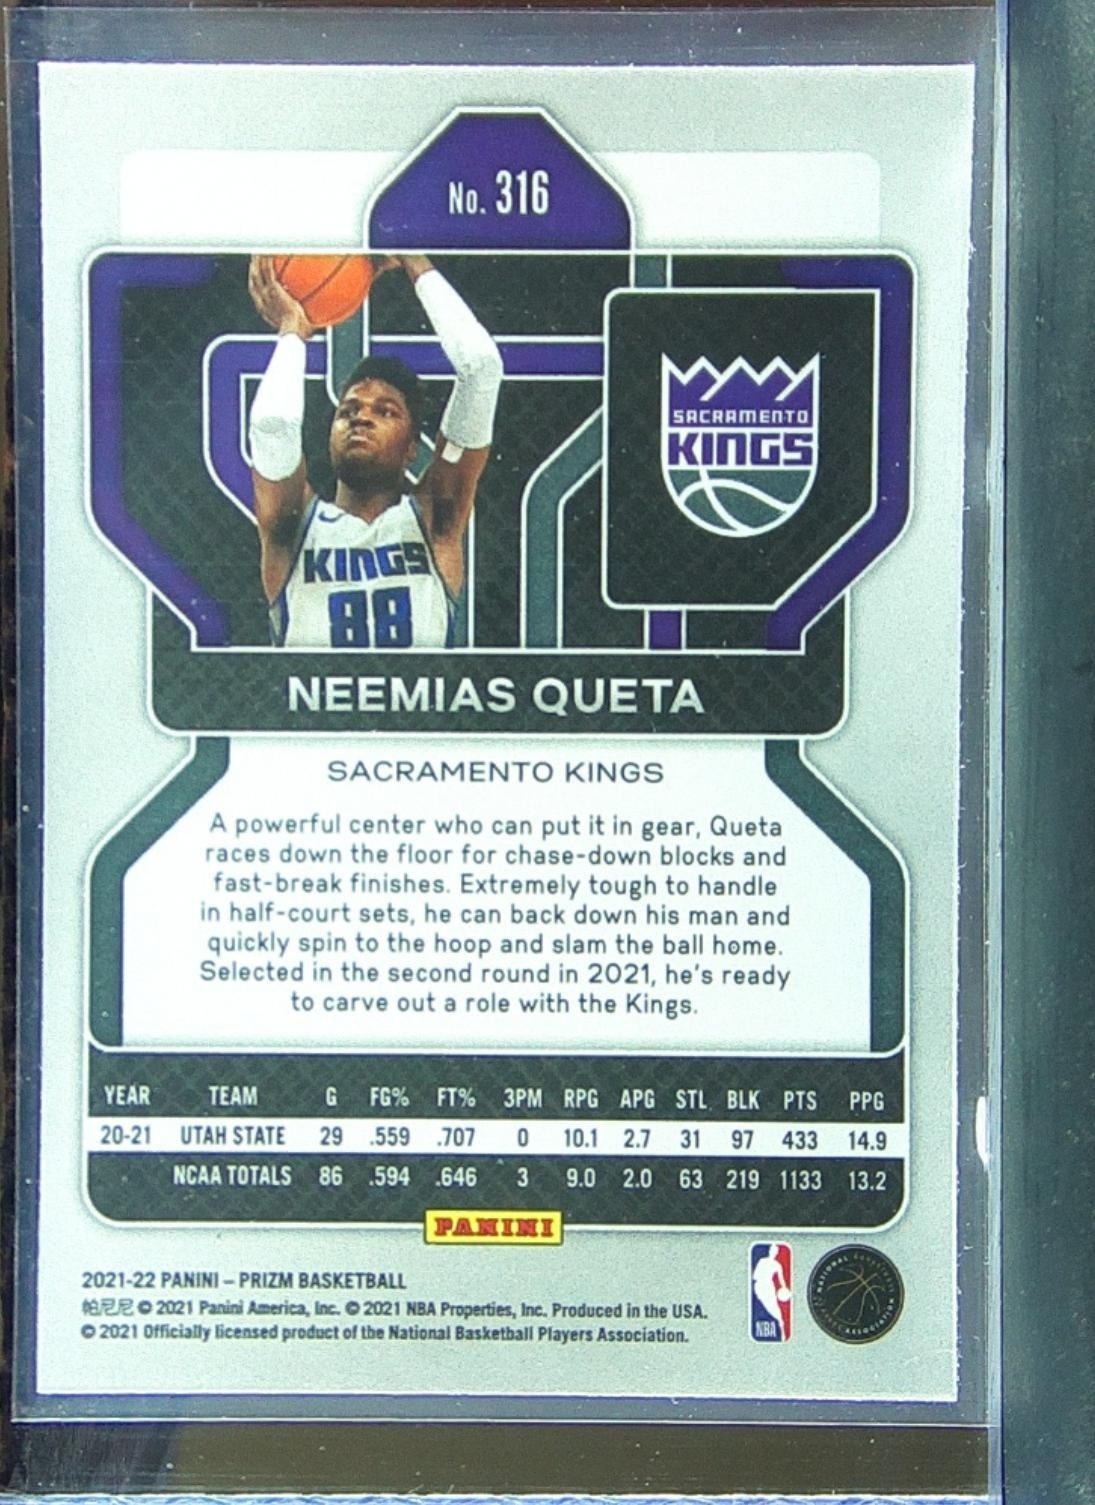 No. 316
SACRAMENTO
KINGS
KINGS
88
NEEMIAS QUETA
SACRAMENTO KINGS
A powerful center who can put it in gear, Queta
races down the floor for chase-down blocks and
fast-break finishes. Extremely tough to handle
in half-court sets, he can back down his man and
quickly spin to the hoop and slam the ball home.
Selected in the second round in 2021, he's ready
to carve out a role with the Kings.
YEAR TEAM G FG% FT% 3PM RPG APG STL BLK PTS PPG
20-21 UTAH STATE 29 .559 .707 0 10.1 2.7 31 97 433 14.9
NCAA TOTALS 86 .594 .646 3 9.0 2.0 63 219 1133 13.2
PANINI
2021-22 PANINI – PRIZM BASKETBALL
帕尼尼 © 2021 Panini America, Inc. © 2021 NBA Properties, Inc. Produced in the USA.
© 2021 Officially licensed product of the National Basketball Players Association.
NBA
NATIONAL BASKETBALL
PLAYERS ASSOCIATION